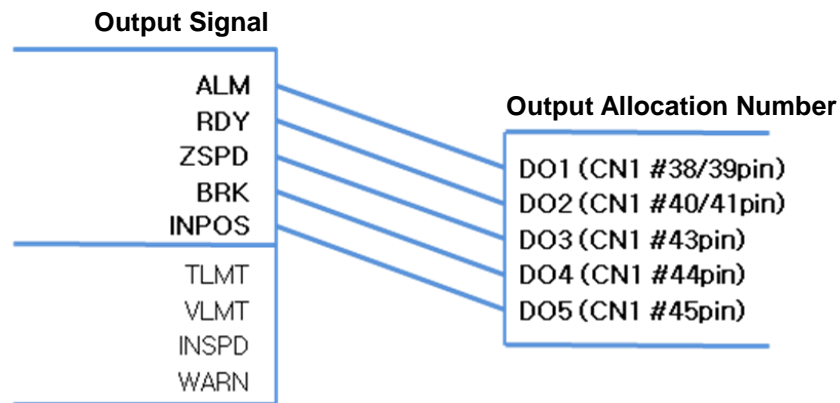 Output Signal
ALM
RDY
ZSPD
BRK
INPOS
TLMT
VLMT
INSPD
WARN
Output Allocation Number
DO1 (CN1 #38/39pin)
DO2 (CN1 #40/41pin)
DO3 (CN1 #43pin)
DO4 (CN1 #44pin)
DO5 (CN1 #45pin)